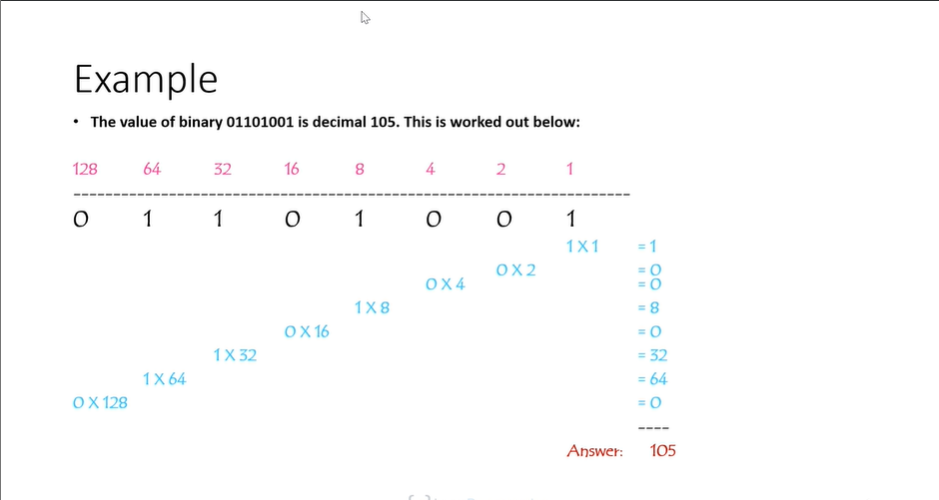 Example
• The value of binary 01101001 is decimal 105. This is worked out below:
128 64 32 16 8 4 2 1
----------------------------------------------------------------------
0 1 1 0 1 0 0 1
1 X 1 = 1
0 X 2 = 0
0 X 4 = 0
1 X 8 = 8
0 X 16 = 0
1 X 32 = 32
1 X 64 = 64
0 X 128 = 0
----
Answer: 105